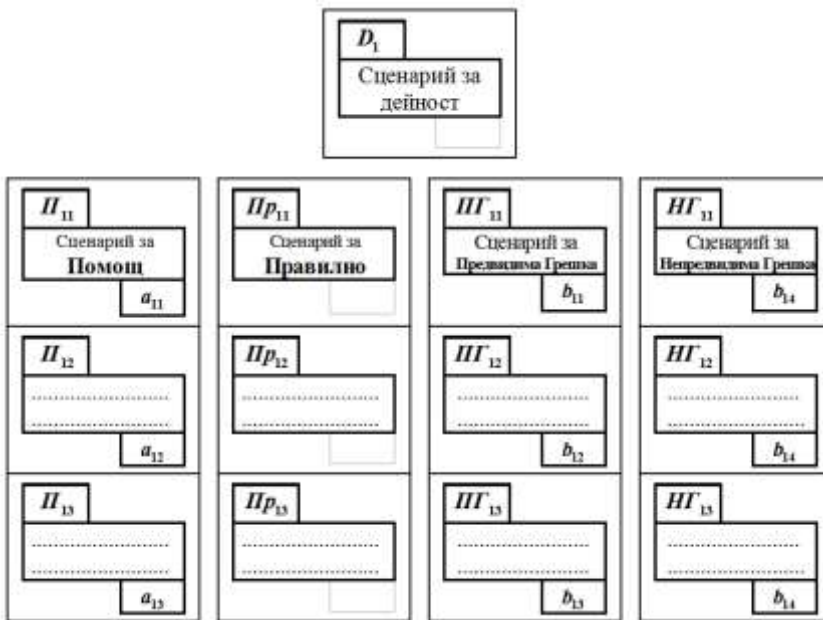 D₁
Сценарий за
дейност
П₁₁ Пр₁₁ ПГ₁₁ НГ₁₁
Сценарий за Сценарий за Сценарий за Сценарий за
Помощ Правилно Предвидима Грешка Непредвидима Грешка
a₁₁ b₁₁ b₁₄
П₁₂ Пр₁₂ ПГ₁₂ НГ₁₂
.......................... .......................... .......................... ..........................
.......................... .......................... .......................... ..........................
a₁₂ b₁₂ b₁₄
П₁₃ Пр₁₃ ПГ₁₃ НГ₁₃
.......................... .......................... .......................... ..........................
.......................... .......................... .......................... ..........................
a₁₃ b₁₃ b₁₄